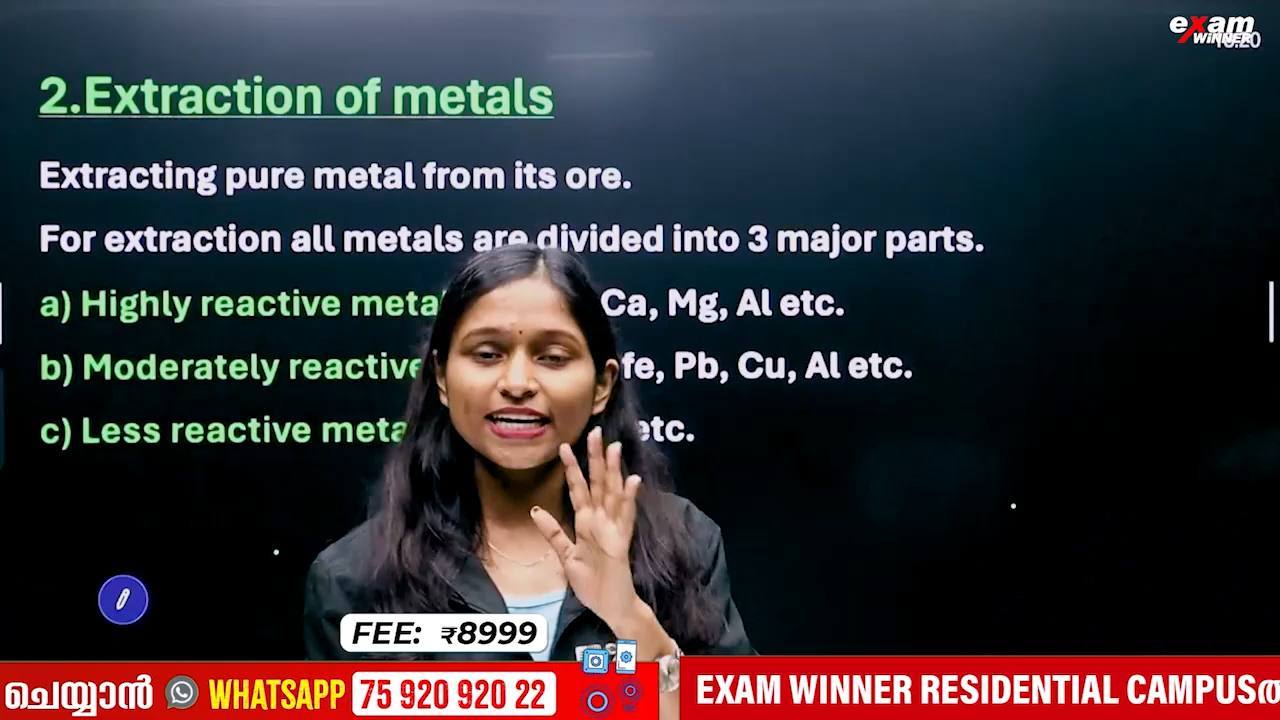 exam
WINNER
2.Extraction of metals
Extracting pure metal from its ore.
For extraction all metals are divided into 3 major parts.
a) Highly reactive Ca, Mg, Al etc.
b) Moderately reactive fe, Pb, Cu, Al etc.
c) Less reactive etc.
FEE: ₹8999
ചെയ്യാൻ WHATSAPP 75 920 920 22
EXAM WINNER RESIDENTIAL CAMPUS